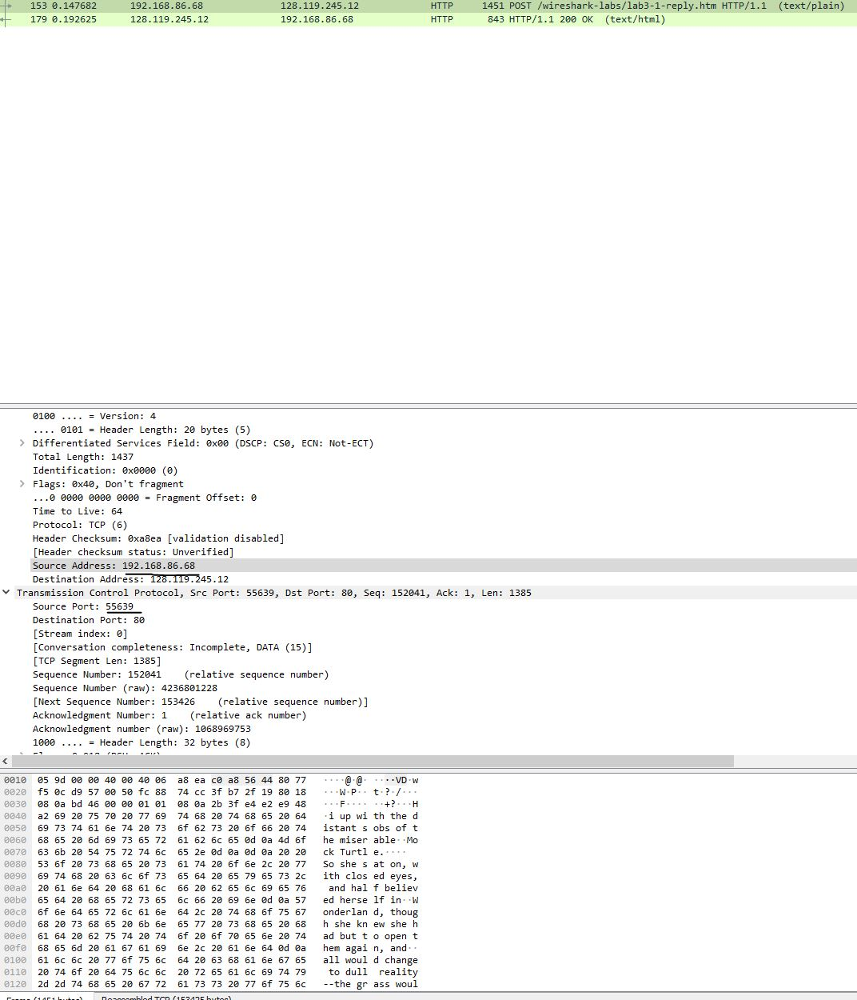 153 0.147682 192.168.86.68 128.119.245.12 HTTP 1451 POST /wireshark-labs/lab3-1-reply.htm HTTP/1.1 (text/plain)
179 0.192625 128.119.245.12 192.168.86.68 HTTP 843 HTTP/1.1 200 OK (text/html)
0100 .... = Version: 4
.... 0101 = Header Length: 20 bytes (5)
Differentiated Services Field: 0x00 (DSCP: CS0, ECN: Not-ECT)
Total Length: 1437
Identification: 0x0000 (0)
Flags: 0x40, Don't fragment
...0 0000 0000 0000 = Fragment Offset: 0
Time to Live: 64
Protocol: TCP (6)
Header Checksum: 0xa8ea [validation disabled]
[Header checksum status: Unverified]
Source Address: 192.168.86.68
Destination Address: 128.119.245.12
Transmission Control Protocol, Src Port: 55639, Dst Port: 80, Seq: 152041, Ack: 1, Len: 1385
Source Port: 55639
Destination Port: 80
[Stream index: 0]
[Conversation completeness: Incomplete, DATA (15)]
[TCP Segment Len: 1385]
Sequence Number: 152041 (relative sequence number)
Sequence Number (raw): 4236801228
[Next Sequence Number: 153426 (relative sequence number)]
Acknowledgment Number: 1 (relative ack number)
Acknowledgment number (raw): 1068969753
1000 .... = Header Length: 32 bytes (8)
0010 05 9d 00 00 40 00 40 06 a8 ea c0 a8 56 44 80 77 ····@·@· ····VD·w
0020 f5 0c d9 57 00 50 fc 88 74 cc 3f b7 2f 19 80 18 ···W·P·· t·?·/···
0030 08 0a bd 46 00 00 01 01 08 0a 2b 3f e4 e2 e9 48 ···F···· ··+?···H
0040 a2 69 20 75 70 20 77 69 74 68 20 74 68 65 20 64 ·i up wi th the d
0050 69 73 74 61 6e 74 20 73 6f 62 73 20 6f 66 20 74 istant s obs of t
0060 68 65 20 6d 69 73 65 72 61 62 6c 65 0d 0a 4d 6f he miser able··Mo
0070 63 6b 20 54 75 72 74 6c 65 2e 0d 0a 0d 0a 20 20 ck Turtl e.····
0080 53 6f 20 73 68 65 20 73 61 74 20 6f 6e 2c 20 77 So she s at on, w
0090 69 74 68 20 63 6c 6f 73 65 64 20 65 79 65 73 2c ith clos ed eyes,
00a0 20 61 6e 64 20 68 61 6c 66 20 62 65 6c 69 65 76 and hal f believ
00b0 65 64 20 68 65 72 73 65 6c 66 20 69 6e 0d 0a 57 ed herse lf in··W
00c0 6f 6e 64 65 72 6c 61 6e 64 2c 20 74 68 6f 75 67 onderlan d, thoug
00d0 68 20 73 68 65 20 6b 6e 65 77 20 73 68 65 20 68 h she kn ew she h
00e0 61 64 20 62 75 74 20 74 6f 20 6f 70 65 6e 20 74 ad but t o open t
00f0 68 65 6d 20 61 67 61 69 6e 2c 20 61 6e 64 0d 0a hem agai n, and··
0100 61 6c 6c 20 77 6f 75 6c 64 20 63 68 61 6e 67 65 all woul d change
0110 20 74 6f 20 64 75 6c 6c 20 72 65 61 6c 69 74 79 to dull reality
0120 2d 2d 74 68 65 20 67 72 61 73 73 20 77 6f 75 6c --the gr ass woul
Frame (1451 bytes) Reassembled TCP (153425 bytes)